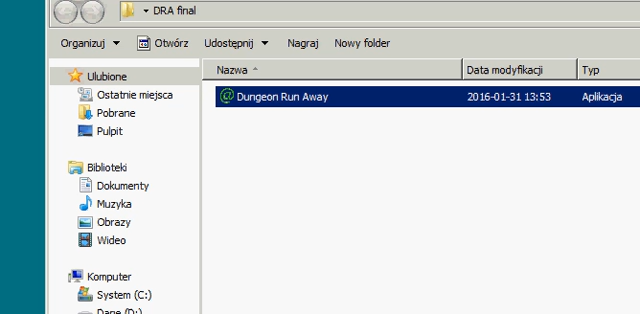 DRA final
Organizuj Otwórz Udostępnij Nagraj Nowy folder
Nazwa Data modyfikacji Typ
Ulubione
Ostatnie miejsca
Pobrane
Pulpit
Biblioteki
Dokumenty
Muzyka
Obrazy
Wideo
Komputer
System (C:)
Dane (D:)
Dungeon Run Away 2016-01-31 13:53 Aplikacja